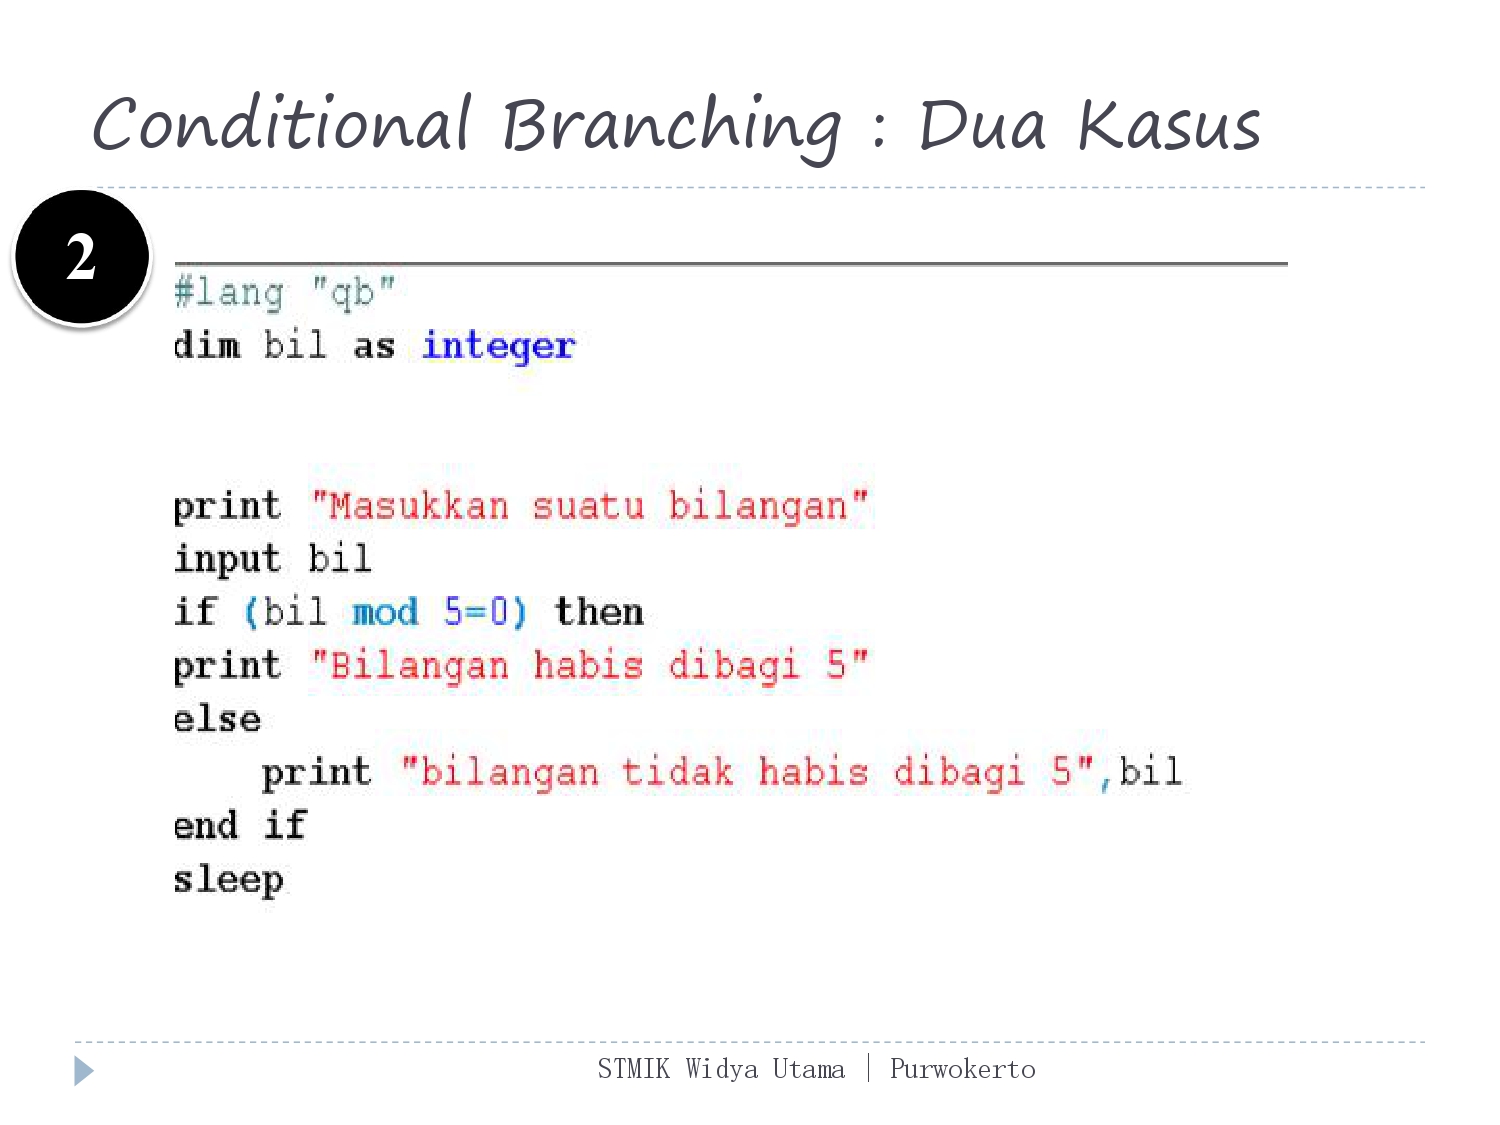 Conditional Branching : Dua Kasus
2
#lang "qb"
dim bil as integer
print "Masukkan suatu bilangan"
input bil
if (bil mod 5=0) then
print "Bilangan habis dibagi 5"
else
print "bilangan tidak habis dibagi 5",bil
end if
sleep
STMIK Widya Utama | Purwokerto